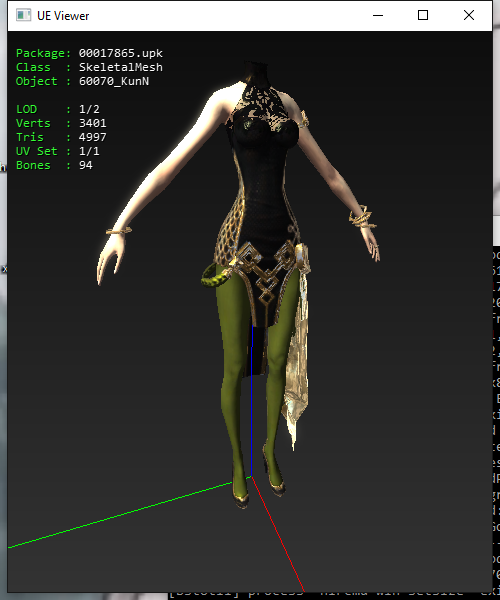 UE Viewer
Package: 00017865.upk
Class : SkeletalMesh
Object : 60070_KunN
LOD : 1/2
Verts : 3401
Tris : 4997
UV Set : 1/1
Bones : 94